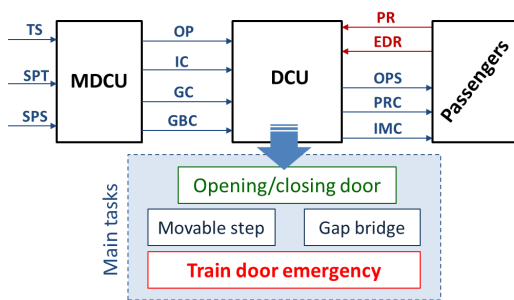 TS
SPT
SPS
MDCU
OP
IC
GC
GBC
DCU
PR
EDR
OPS
PRC
IMC
Passengers
Main tasks
Opening/closing door
Movable step
Gap bridge
Train door emergency